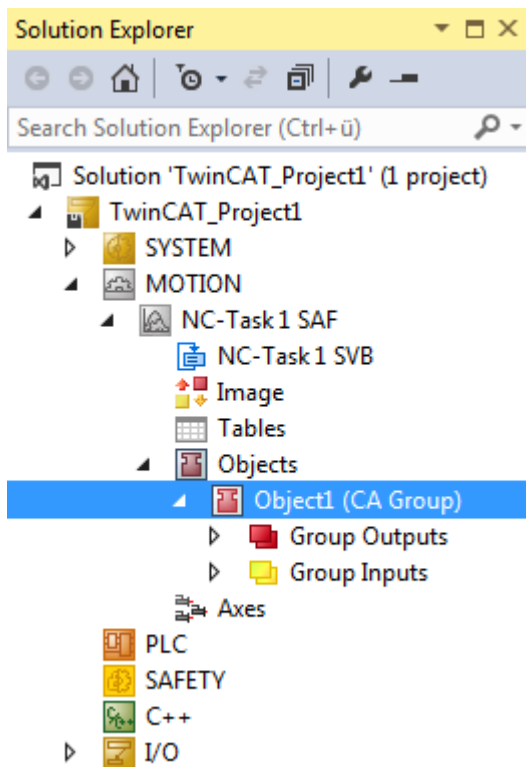 Solution Explorer
Search Solution Explorer (Ctrl+ü)
Solution 'TwinCAT_Project1' (1 project)
TwinCAT_Project1
SYSTEM
MOTION
NC-Task 1 SAF
NC-Task 1 SVB
Image
Tables
Objects
Object1 (CA Group)
Group Outputs
Group Inputs
Axes
PLC
SAFETY
C++
I/O